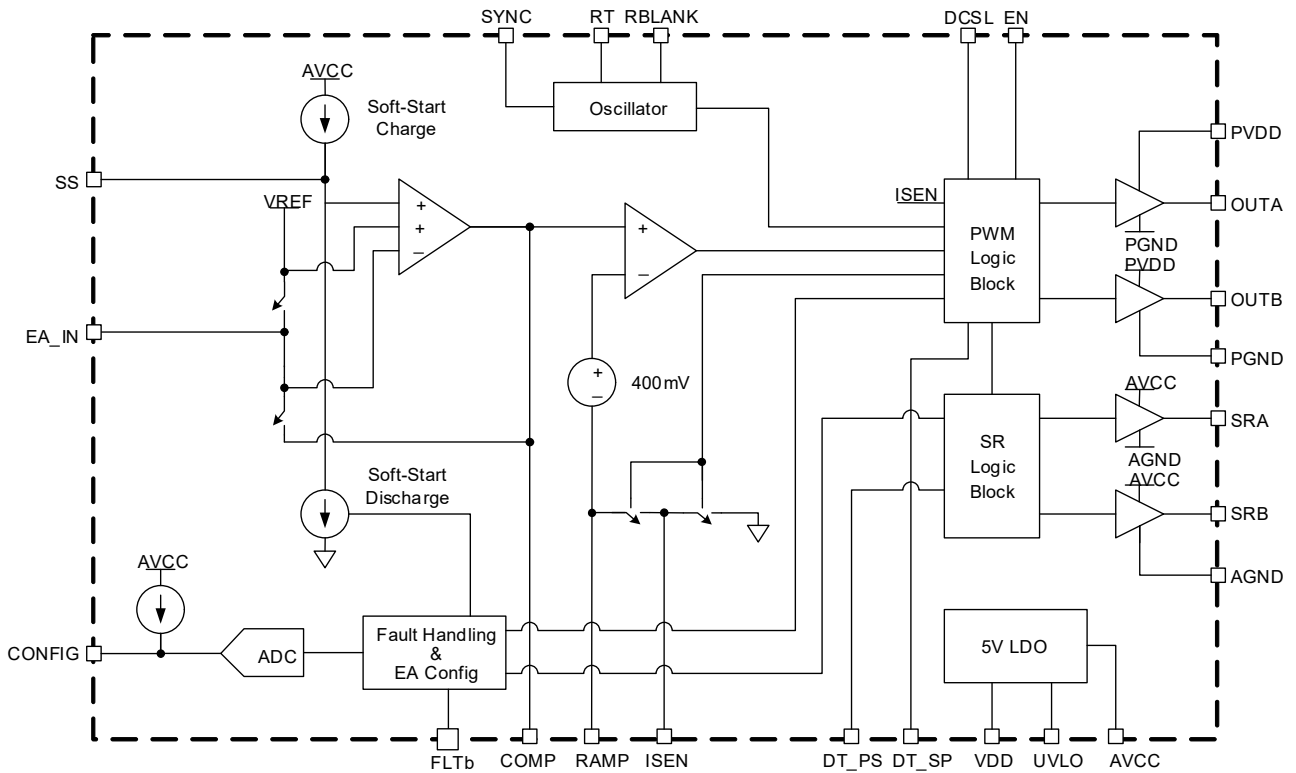 SYNC
RT
RBLANK
DCSL
EN
AVCC
Soft-Start
Charge
Oscillator
PVDD
SS
VREF
+
+
–
+
–
ISEN
PWM
Logic
Block
OUTA
PGND
PVDD
OUTB
EA_IN
PGND
+
–
400mV
AVCC
SRA
SR
Logic
Block
AGND
AVCC
Soft-Start
Discharge
SRB
AVCC
AGND
CONFIG
ADC
Fault Handling
&
EA Config
5V LDO
FLTb
COMP
RAMP
ISEN
DT_PS
DT_SP
VDD
UVLO
AVCC